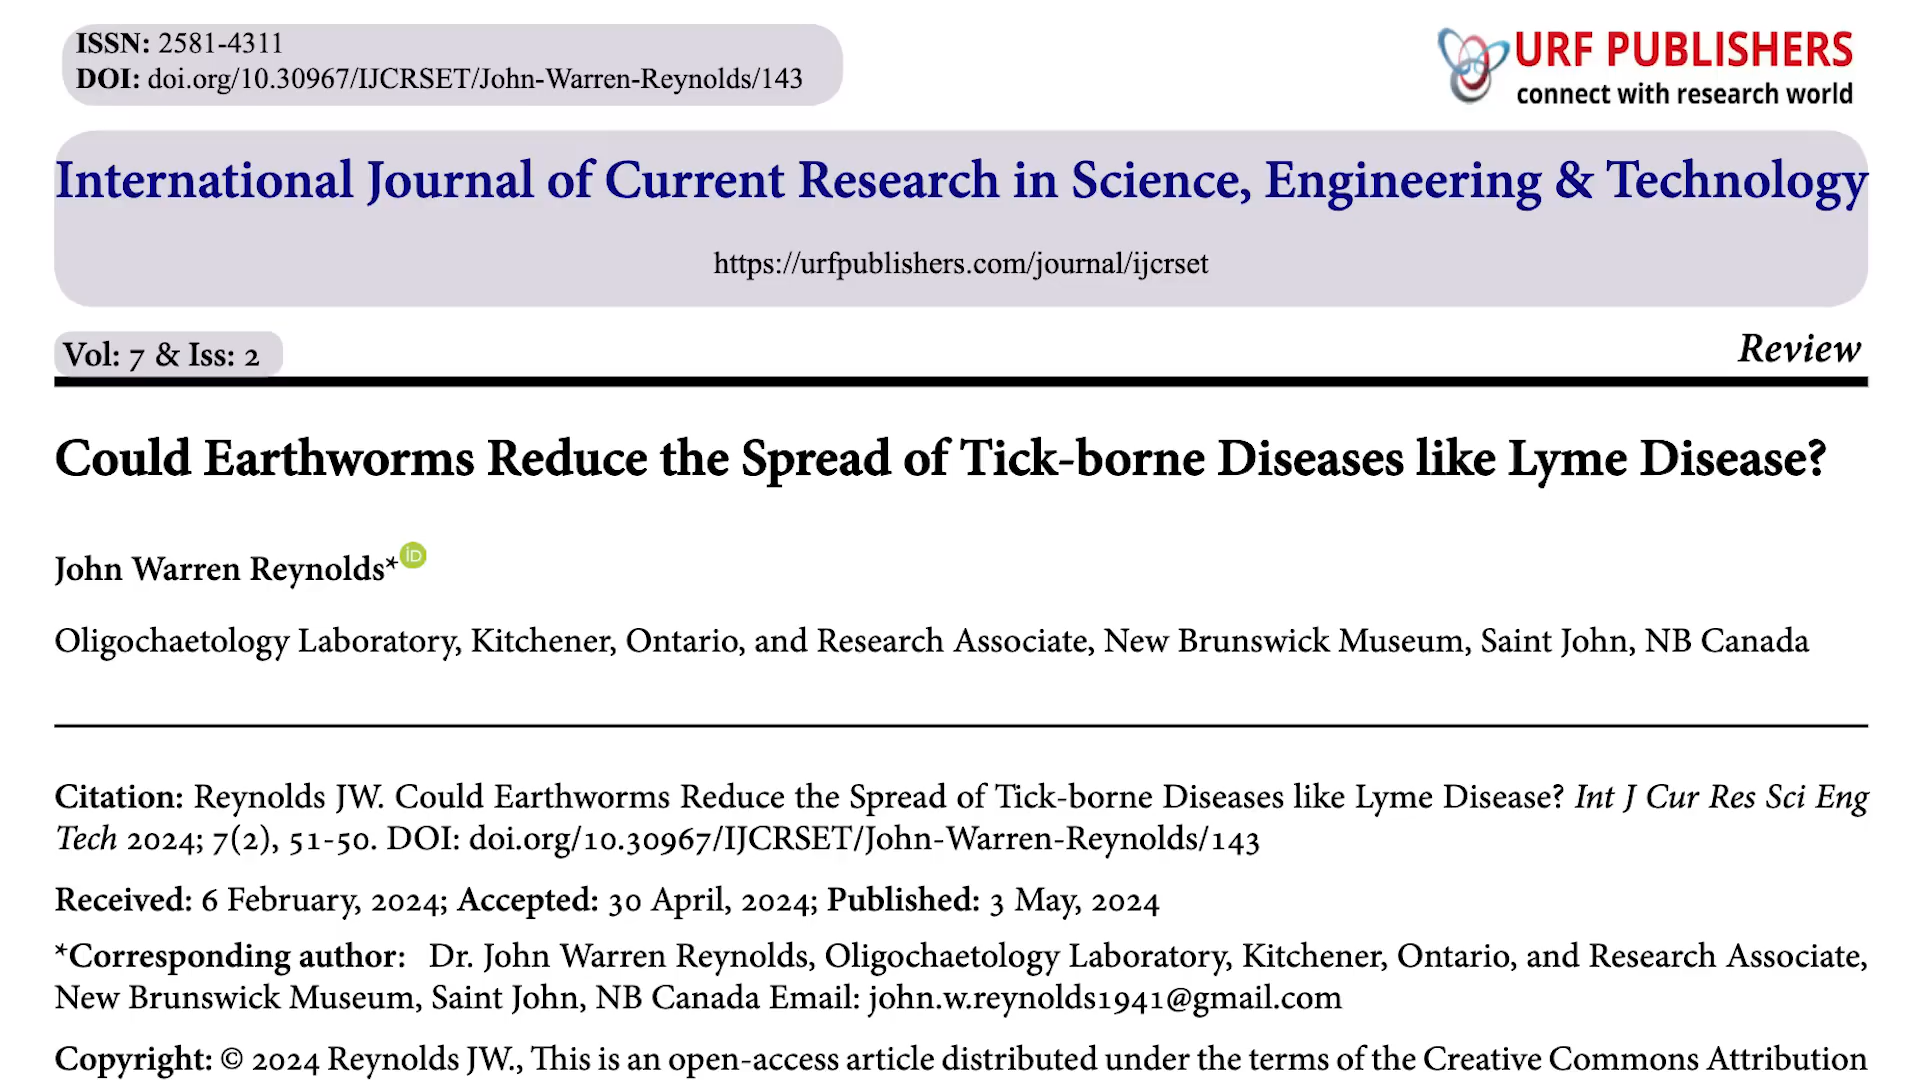 ISSN: 2581-4311
DOI: doi.org/10.30967/IJCRSET/John-Warren-Reynolds/143
URF PUBLISHERS
connect with research world
International Journal of Current Research in Science, Engineering & Technology
https://urfpublishers.com/journal/ijcrset
Vol: 7 & Iss: 2
Review
Could Earthworms Reduce the Spread of Tick-borne Diseases like Lyme Disease?
John Warren Reynolds*
iD
Oligochaetology Laboratory, Kitchener, Ontario, and Research Associate, New Brunswick Museum, Saint John, NB Canada
Citation: Reynolds JW. Could Earthworms Reduce the Spread of Tick-borne Diseases like Lyme Disease? Int J Cur Res Sci Eng
Tech 2024; 7(2), 51-50. DOI: doi.org/10.30967/IJCRSET/John-Warren-Reynolds/143
Received: 6 February, 2024; Accepted: 30 April, 2024; Published: 3 May, 2024
*Corresponding author: Dr. John Warren Reynolds, Oligochaetology Laboratory, Kitchener, Ontario, and Research Associate,
New Brunswick Museum, Saint John, NB Canada Email: john.w.reynolds1941@gmail.com
Copyright: © 2024 Reynolds JW., This is an open-access article distributed under the terms of the Creative Commons Attribution